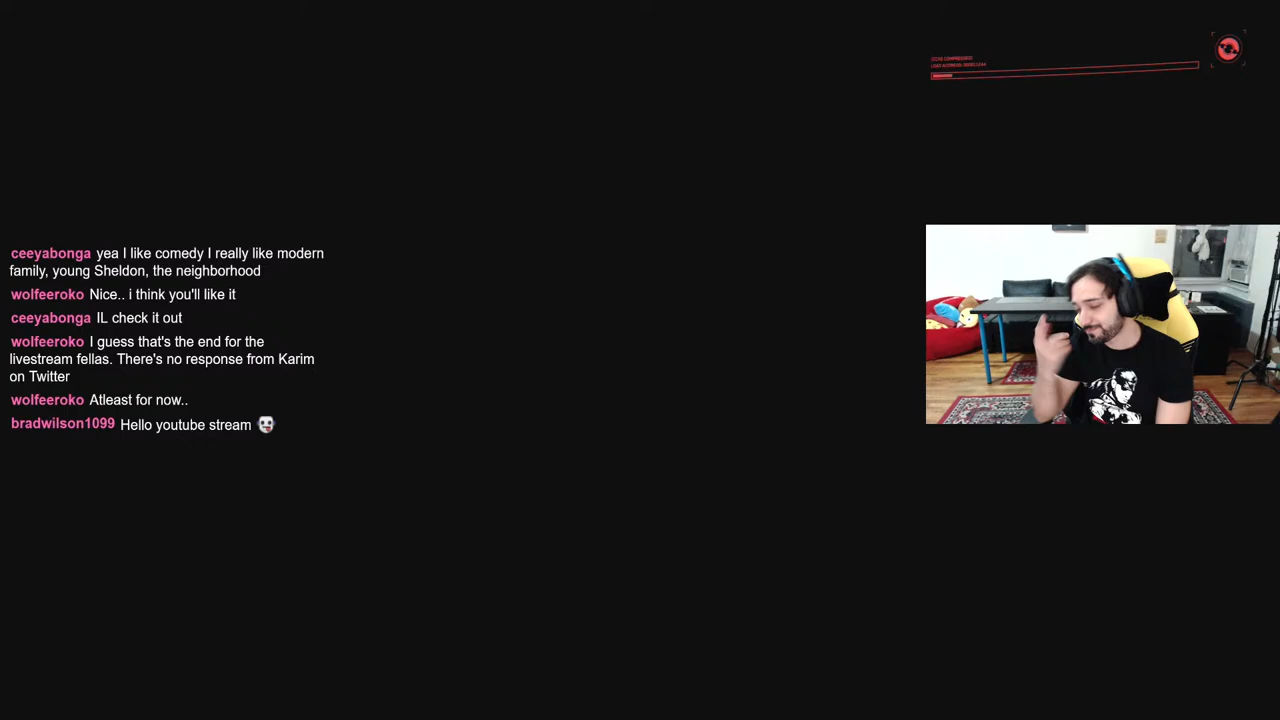 ceeyabonga yea I like comedy I really like modern
family, young Sheldon, the neighborhood
wolfeeroko Nice.. i think you'll like it
ceeyabonga IL check it out
wolfeeroko I guess that's the end for the
livestream fellas. There's no response from Karim
on Twitter
wolfeeroko Atleast for now..
bradwilson1099 Hello youtube stream